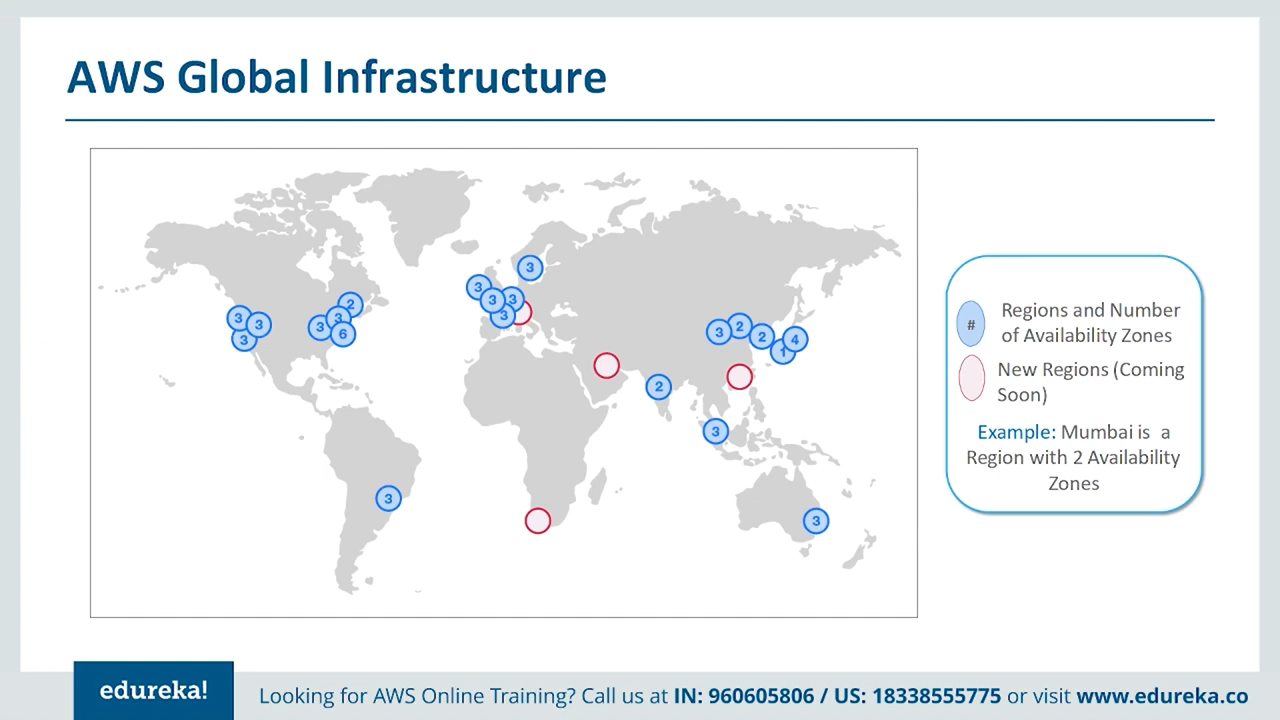 AWS Global Infrastructure
3
3
2
3
3
3
3
3
3
3
6
3
3
3
2
2
3
4
1
2
3
3
3
#
Regions and Number
of Availability Zones
New Regions (Coming
Soon)
Example: Mumbai is a
Region with 2 Availability
Zones
edureka!
Looking for AWS Online Training? Call us at IN: 960605806 / US: 18338555775 or visit www.edureka.co